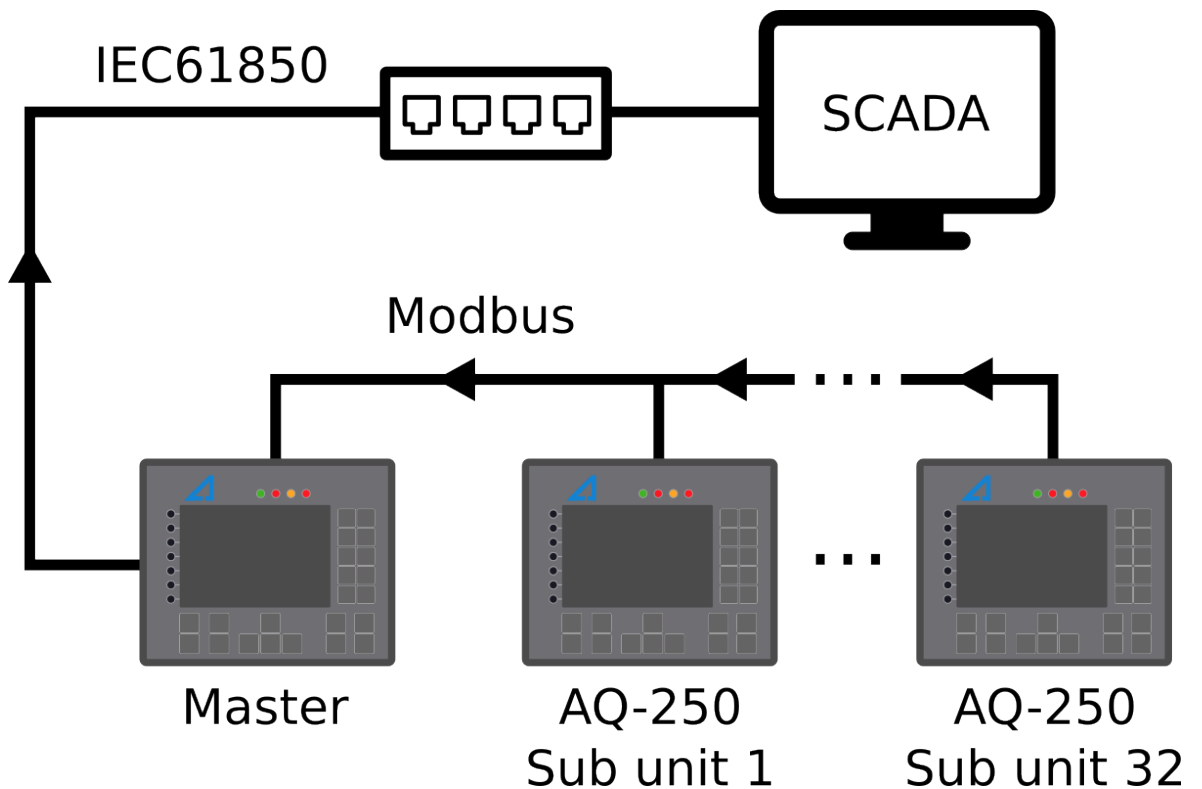 IEC61850
SCADA
Modbus
Master
AQ-250
Sub unit 1
AQ-250
Sub unit 32